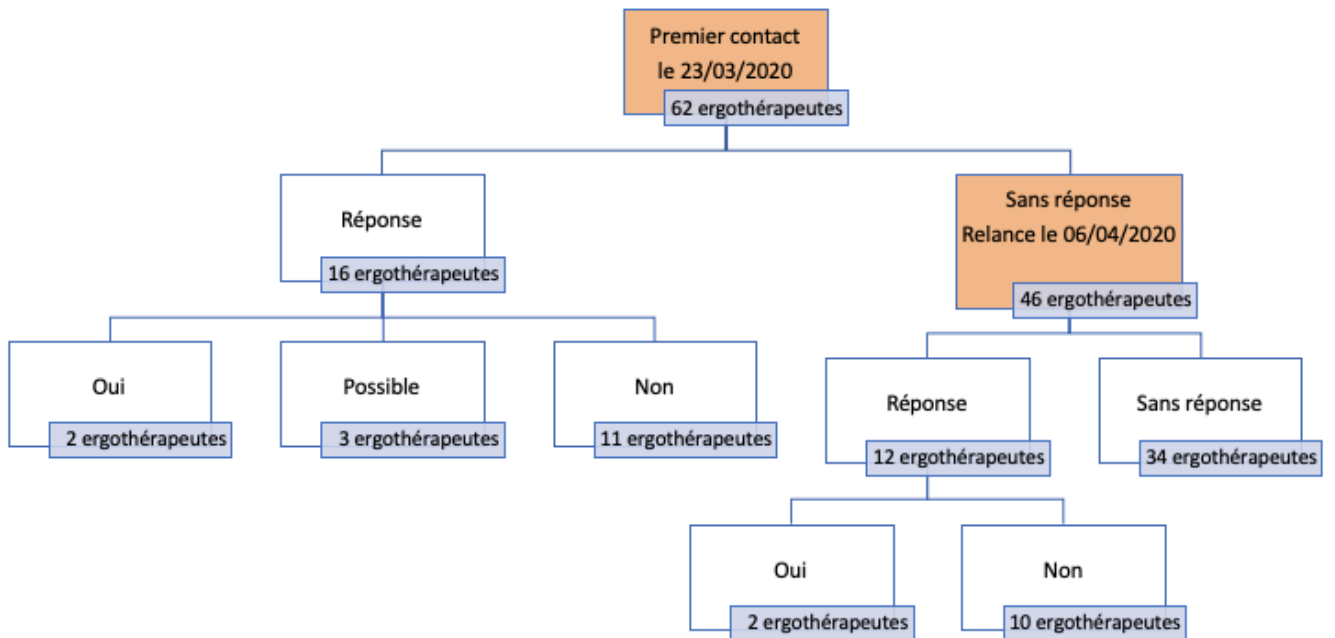 Premier contact
le 23/03/2020
62 ergothérapeutes
Réponse
16 ergothérapeutes
Sans réponse
Relance le 06/04/2020
46 ergothérapeutes
Oui
2 ergothérapeutes
Possible
3 ergothérapeutes
Non
11 ergothérapeutes
Réponse
12 ergothérapeutes
Sans réponse
34 ergothérapeutes
Oui
2 ergothérapeutes
Non
10 ergothérapeutes